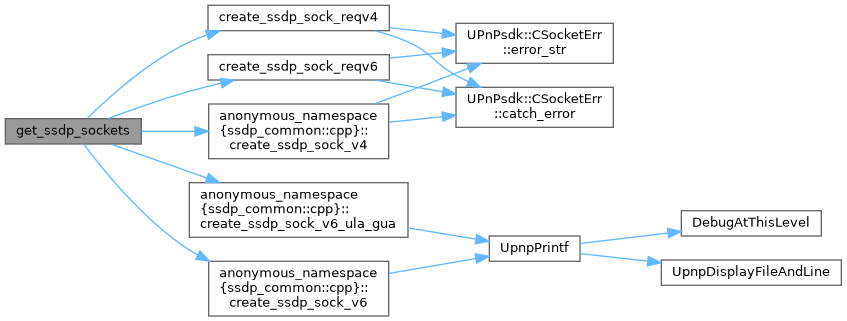 get_ssdp_sockets
create_ssdp_sock_reqv4
create_ssdp_sock_reqv6
anonymous_namespace
{ssdp_common::cpp}::
create_ssdp_sock_v4
anonymous_namespace
{ssdp_common::cpp}::
create_ssdp_sock_v6_ula_gua
anonymous_namespace
{ssdp_common::cpp}::
create_ssdp_sock_v6
UPnPsdk::CSocketErr
::error_str
UPnPsdk::CSocketErr
::catch_error
UpnpPrintf
DebugAtThisLevel
UpnpDisplayFileAndLine